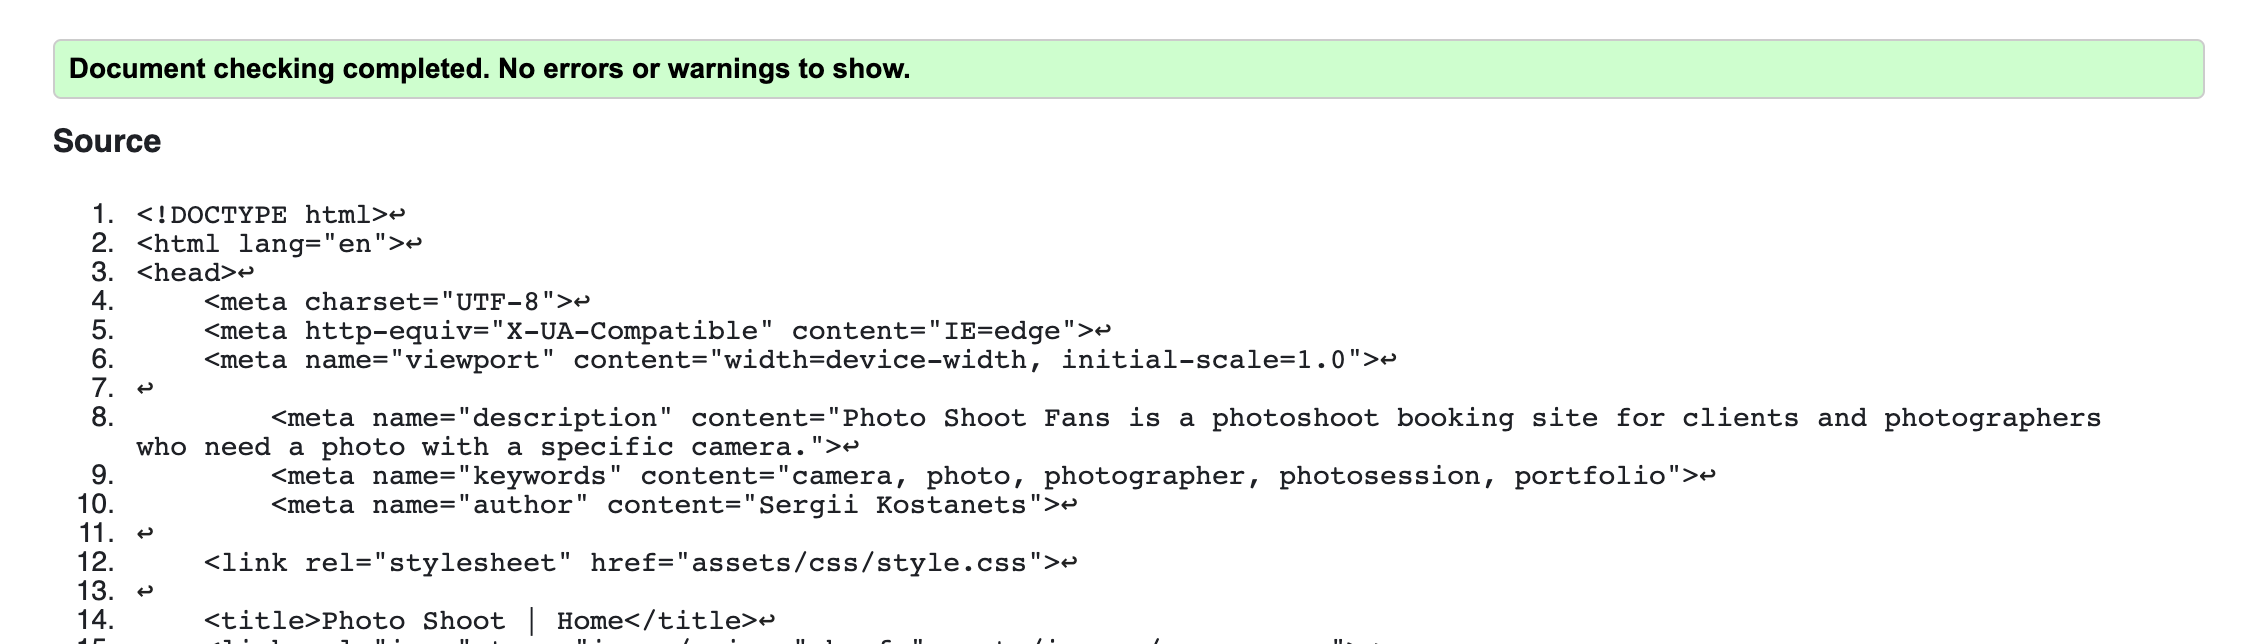 Document checking completed. No errors or warnings to show.
Source
1. <!DOCTYPE html>↩
2. <html lang="en">↩
3. <head>↩
4.     <meta charset="UTF-8">↩
5.     <meta http-equiv="X-UA-Compatible" content="IE=edge">↩
6.     <meta name="viewport" content="width=device-width, initial-scale=1.0">↩
7. ↩
8.         <meta name="description" content="Photo Shoot Fans is a photoshoot booking site for clients and photographers
who need a photo with a specific camera.">↩
9.         <meta name="keywords" content="camera, photo, photographer, photosession, portfolio">↩
10.         <meta name="author" content="Sergii Kostanets">↩
11. ↩
12.     <link rel="stylesheet" href="assets/css/style.css">↩
13. ↩
14.     <title>Photo Shoot | Home</title>↩